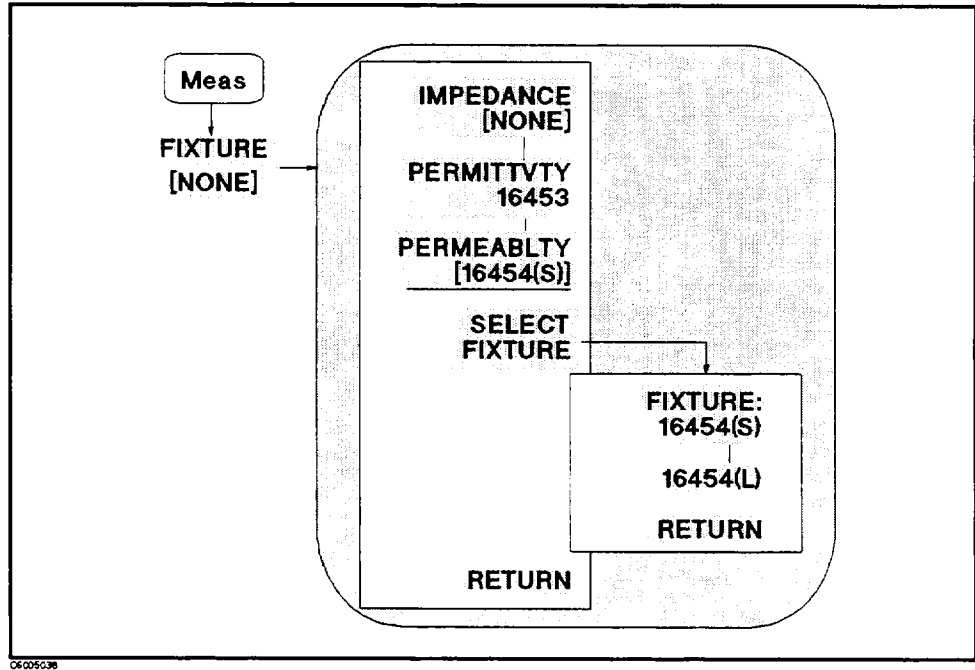 Meas
FIXTURE
[NONE]
IMPEDANCE
[NONE]
PERMITTVTY
16453
PERMEABLTY
[16454(S)]
SELECT
FIXTURE
FIXTURE:
16454(S)
16454(L)
RETURN
RETURN
C6005038